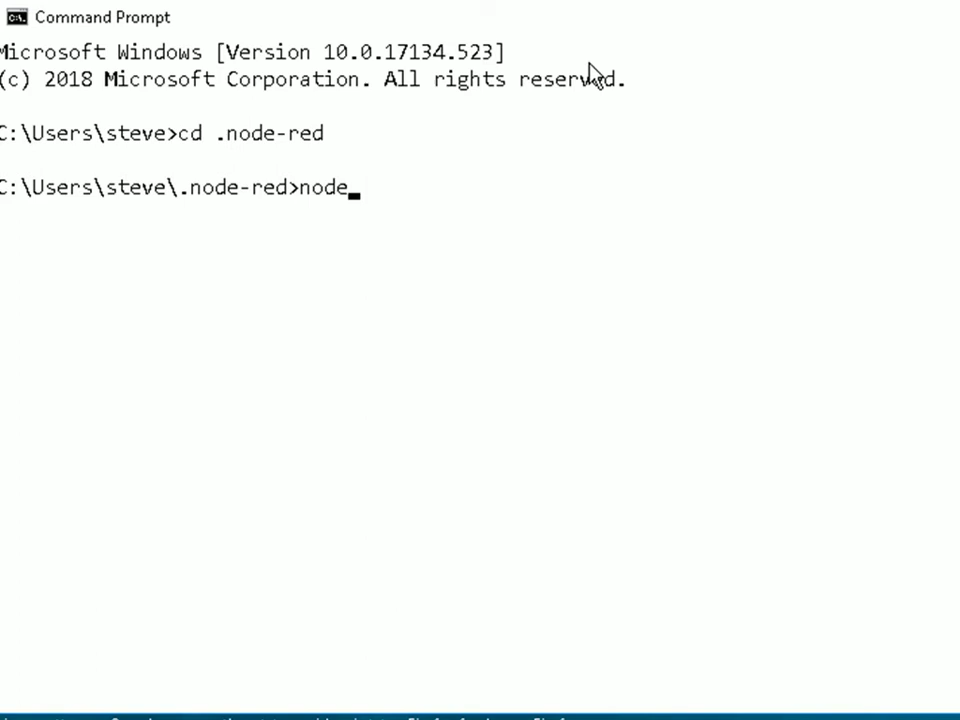 Command Prompt
Microsoft Windows [Version 10.0.17134.523]
(c) 2018 Microsoft Corporation. All rights reserved.
C:\Users\steve>cd .node-red
C:\Users\steve\.node-red>node